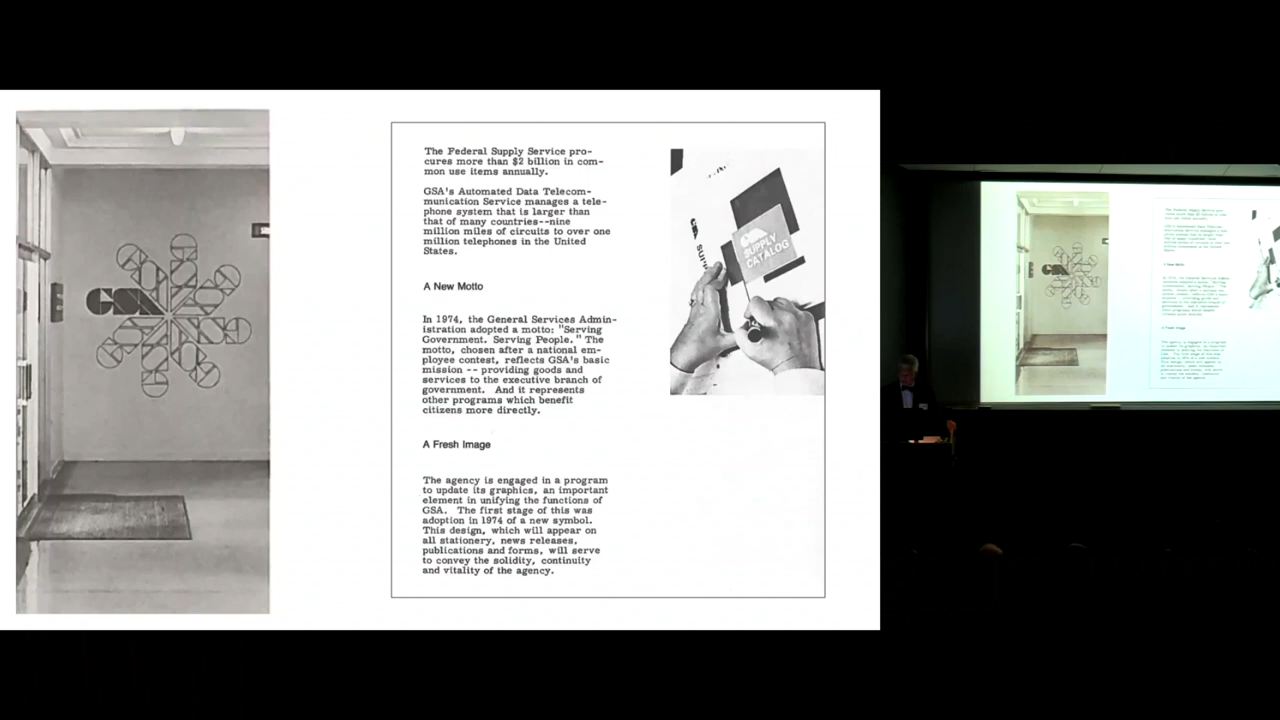 GSA
The Federal Supply Service pro-
cures more than $2 billion in com-
mon use items annually.
GSA's Automated Data Telecom-
munication Service manages a tele-
phone system that is larger than
that of many countries--nine
million miles of circuits to over one
million telephones in the United
States.
A New Motto
In 1974, the General Services Admin-
istration adopted a motto: "Serving
Government. Serving People." The
motto, chosen after a national em-
ployee contest, reflects GSA's basic
mission -- providing goods and
services to the executive branch of
government. And it represents
other programs which benefit
citizens more directly.
A Fresh Image
The agency is engaged in a program
to update its graphics, an important
element in unifying the functions of
GSA. The first stage of this was
adoption in 1974 of a new symbol.
This design, which will appear on
all stationery, news releases,
publications and forms, will serve
to convey the solidity, continuity
and vitality of the agency.